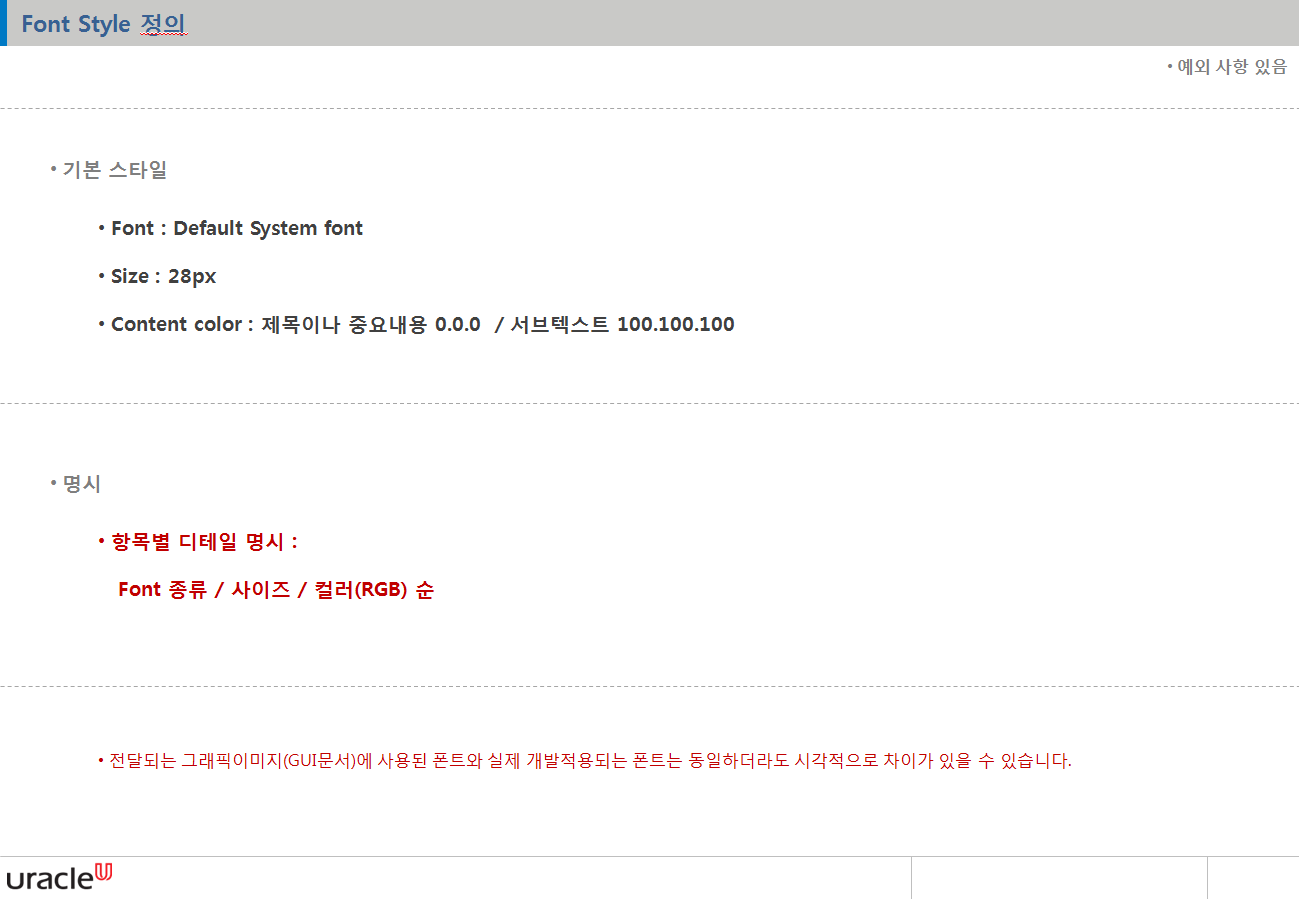 Font Style 정의
• 예외 사항 있음
• 기본 스타일
• Font : Default System font
• Size : 28px
• Content color : 제목이나 중요내용 0.0.0 / 서브텍스트 100.100.100
• 명시
• 항목별 디테일 명시 :
Font 종류 / 사이즈 / 컬러(RGB) 순
• 전달되는 그래픽이미지(GUI문서)에 사용된 폰트와 실제 개발적용되는 폰트는 동일하더라도 시각적으로 차이가 있을 수 있습니다.
uracle U